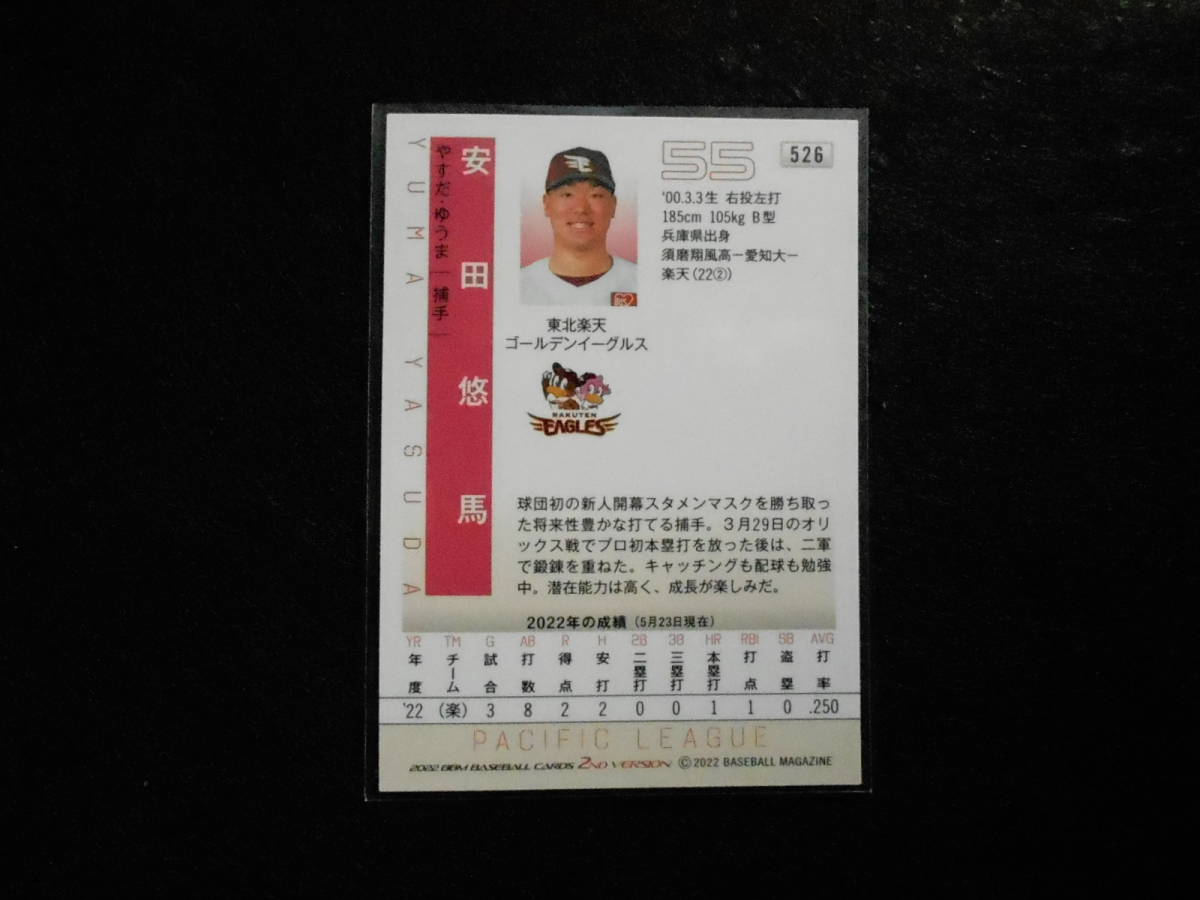 YUMA YASUDA
やすだ・ゆうま 捕手
安田悠馬
55
526
'00.3.3生 右投左打
185cm 105kg B型
兵庫県出身
須磨翔風高ー愛知大ー
楽天(22②)
東北楽天
ゴールデンイーグルス
RAKUTEN
EAGLES
球団初の新人開幕スタメンマスクを勝ち取っ
た将来性豊かな打てる捕手。3月29日のオリ
ックス戦でプロ初本塁打を放った後は、二軍
で鍛錬を重ねた。キャッチングも配球も勉強
中。潜在能力は高く、成長が楽しみだ。
2022年の成績(5月23日現在)
YR TM G AB R H 2B 3B HR RBI SB AVG
年度 チーム 試合 打数 得点 安打 二塁打 三塁打 本塁打 打点 盗塁 打率
'22 (楽) 3 8 2 2 0 0 1 1 0 .250
PACIFIC LEAGUE
2022 BBM BASEBALL CARDS 2ND VERSION ©2022 BASEBALL MAGAZINE